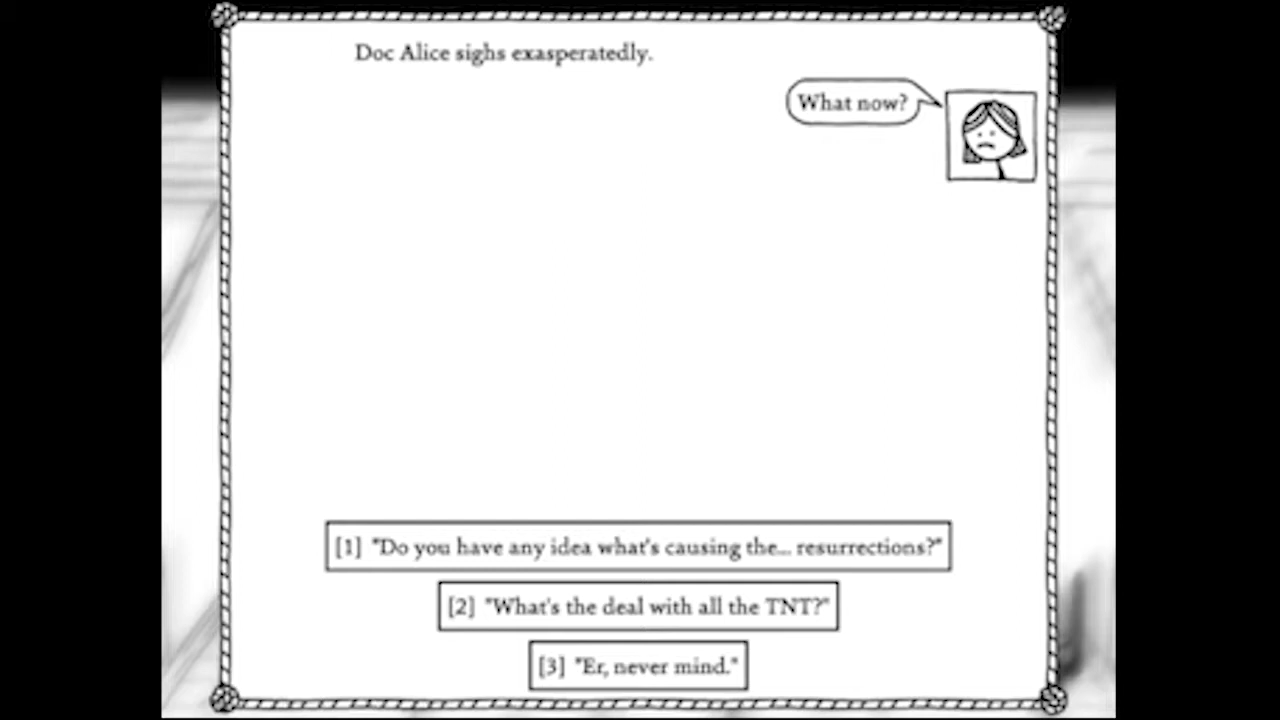 Doc Alice sighs exasperatedly.
What now?
[1] "Do you have any idea what's causing the... resurrections?"
[2] "What's the deal with all the TNT?"
[3] "Er, never mind."